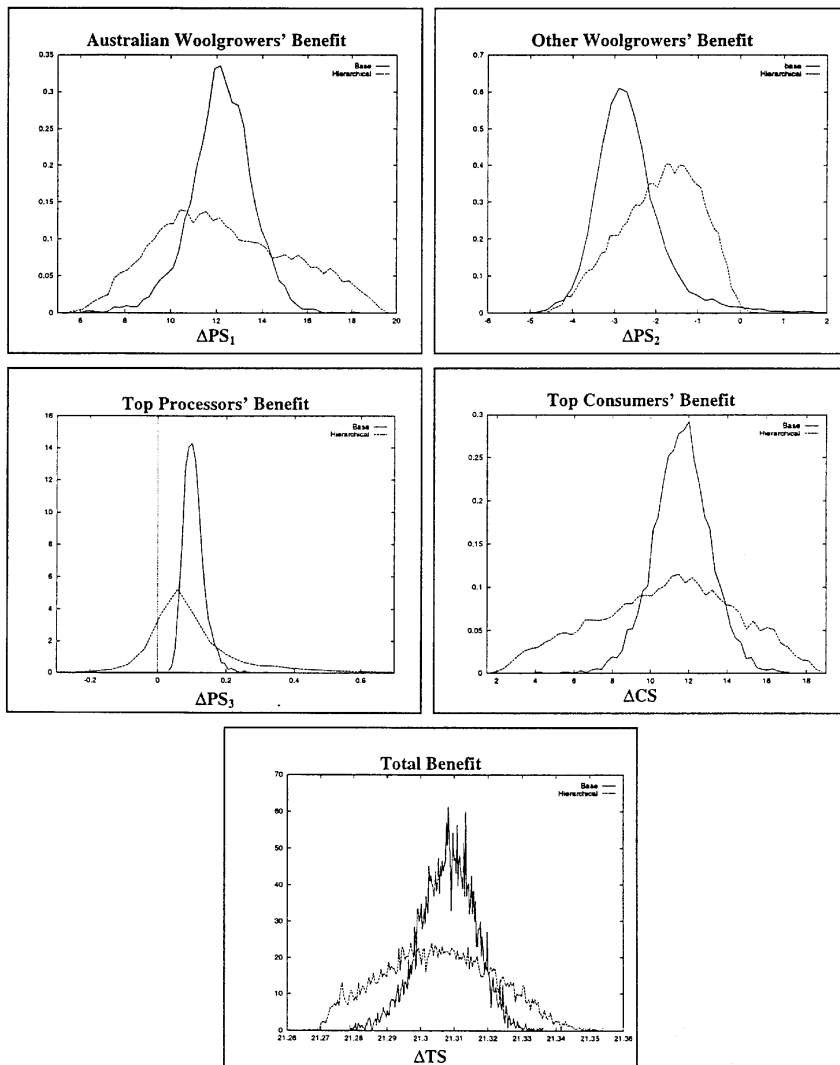 Australian Woolgrowers' Benefit
0.35
0.3
0.25
0.2
0.15
0.1
0.05
0
6 8 10 12 14 16 18 20
Base
Hierarchical
ΔPS₁
Other Woolgrowers' Benefit
0.7
0.6
0.5
0.4
0.3
0.2
0.1
0
-6 -5 -4 -3 -2 -1 0 1 2
base
Hierarchical
ΔPS₂
Top Processors' Benefit
16
14
12
10
8
6
4
2
0
-0.2 0 0.2 0.4 0.6
Base
Hierarchical
ΔPS₃
Top Consumers' Benefit
0.3
0.25
0.2
0.15
0.1
0.05
0
2 4 6 8 10 12 14 16 18
Base
Hierarchical
ΔCS
Total Benefit
70
60
50
40
30
20
10
0
21.26 21.27 21.28 21.29 21.3 21.31 21.32 21.33 21.34 21.35 21.36
Base
Hierarchical
ΔTS